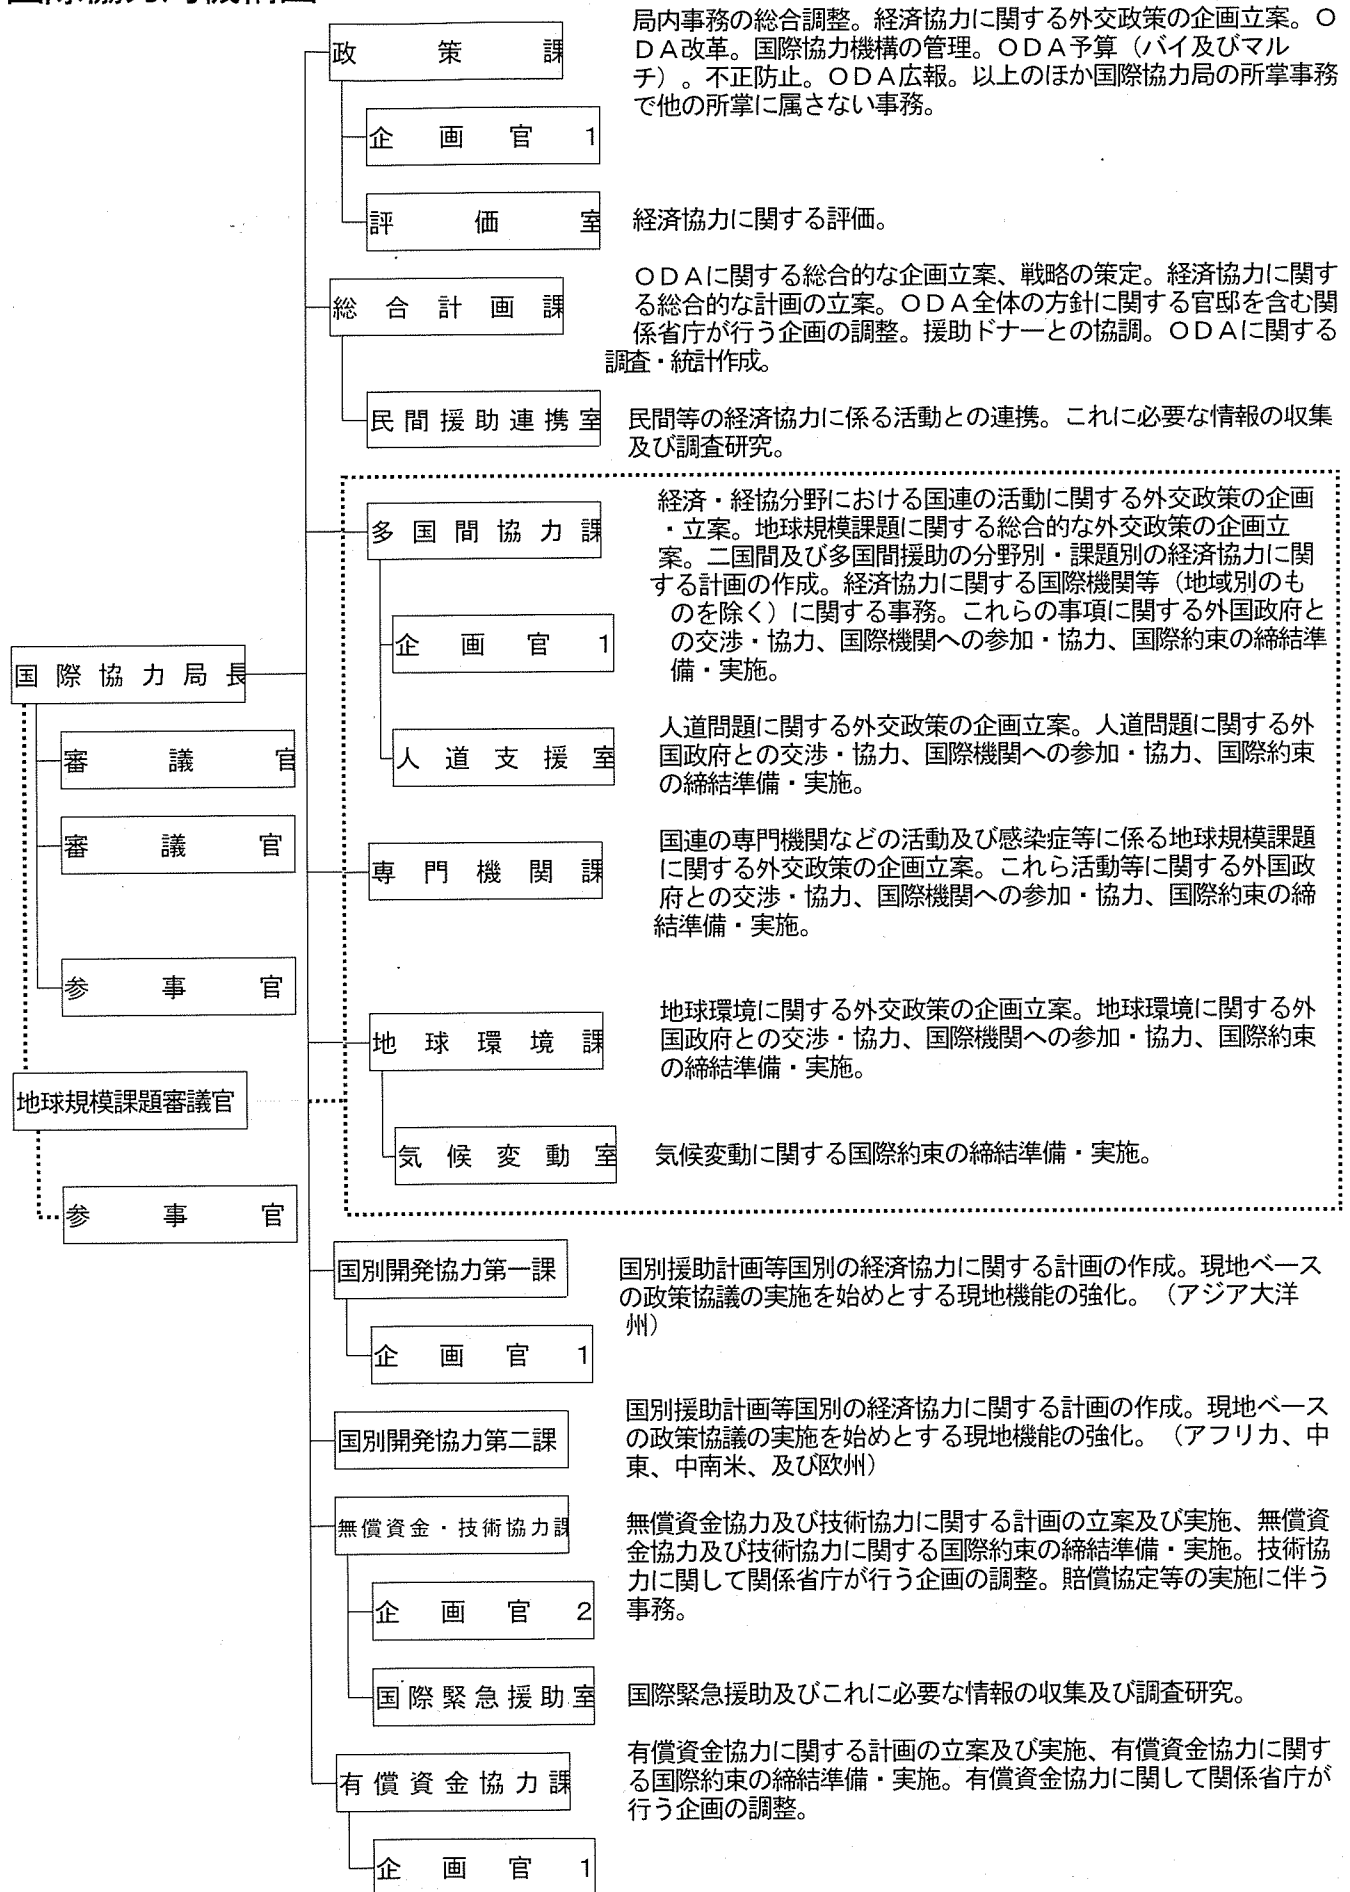 政策課
局内事務の総合調整。経済協力に関する外交政策の企画立案。Ｏ
ＤＡ改革。国際協力機構の管理。ＯＤＡ予算（バイ及びマル
チ）。不正防止。ＯＤＡ広報。以上のほか国際協力局の所掌事務
で他の所掌に属さない事務。
企画官1
評価室
経済協力に関する評価。
総合計画課
ＯＤＡに関する総合的な企画立案、戦略の策定。経済協力に関す
る総合的な計画の立案。ＯＤＡ全体の方針に関する官邸を含む関
係省庁が行う企画の調整。援助ドナーとの協調。ＯＤＡに関する
調査・統計作成。
民間援助連携室
民間等の経済協力に係る活動との連携。これに必要な情報の収集
及び調査研究。
多国間協力課
経済・経協分野における国連の活動に関する外交政策の企画
・立案。地球規模課題に関する総合的な外交政策の企画立
案。二国間及び多国間援助の分野別・課題別の経済協力に関
する計画の作成。経済協力に関する国際機関等（地域別のも
のを除く）に関する事務。これらの事項に関する外国政府と
の交渉・協力、国際機関への参加・協力、国際約束の締結準
備・実施。
企画官1
国際協力局長
人道支援室
人道問題に関する外交政策の企画立案。人道問題に関する外
国政府との交渉・協力、国際機関への参加・協力、国際約束
の締結準備・実施。
審議官
審議官
専門機関課
国連の専門機関などの活動及び感染症等に係る地球規模課題
に関する外交政策の企画立案。これら活動等に関する外国政
府との交渉・協力、国際機関への参加・協力、国際約束の締
結準備・実施。
参事官
地球環境課
地球環境に関する外交政策の企画立案。地球環境に関する外
国政府との交渉・協力、国際機関への参加・協力、国際約束
の締結準備・実施。
地球規模課題審議官
気候変動室
気候変動に関する国際約束の締結準備・実施。
参事官
国別開発協力第一課
国別援助計画等国別の経済協力に関する計画の作成。現地ベース
の政策協議の実施を始めとする現地機能の強化。（アジア大洋
州）
企画官1
国別開発協力第二課
国別援助計画等国別の経済協力に関する計画の作成。現地ベース
の政策協議の実施を始めとする現地機能の強化。（アフリカ、中
東、中南米、及び欧州）
無償資金・技術協力課
無償資金協力及び技術協力に関する計画の立案及び実施、無償資
金協力及び技術協力に関する国際約束の締結準備・実施。技術協
力に関して関係省庁が行う企画の調整。賠償協定等の実施に伴う
事務。
企画官2
国際緊急援助室
国際緊急援助及びこれに必要な情報の収集及び調査研究。
有償資金協力課
有償資金協力に関する計画の立案及び実施、有償資金協力に関す
る国際約束の締結準備・実施。有償資金協力に関して関係省庁が
行う企画の調整。
企画官1